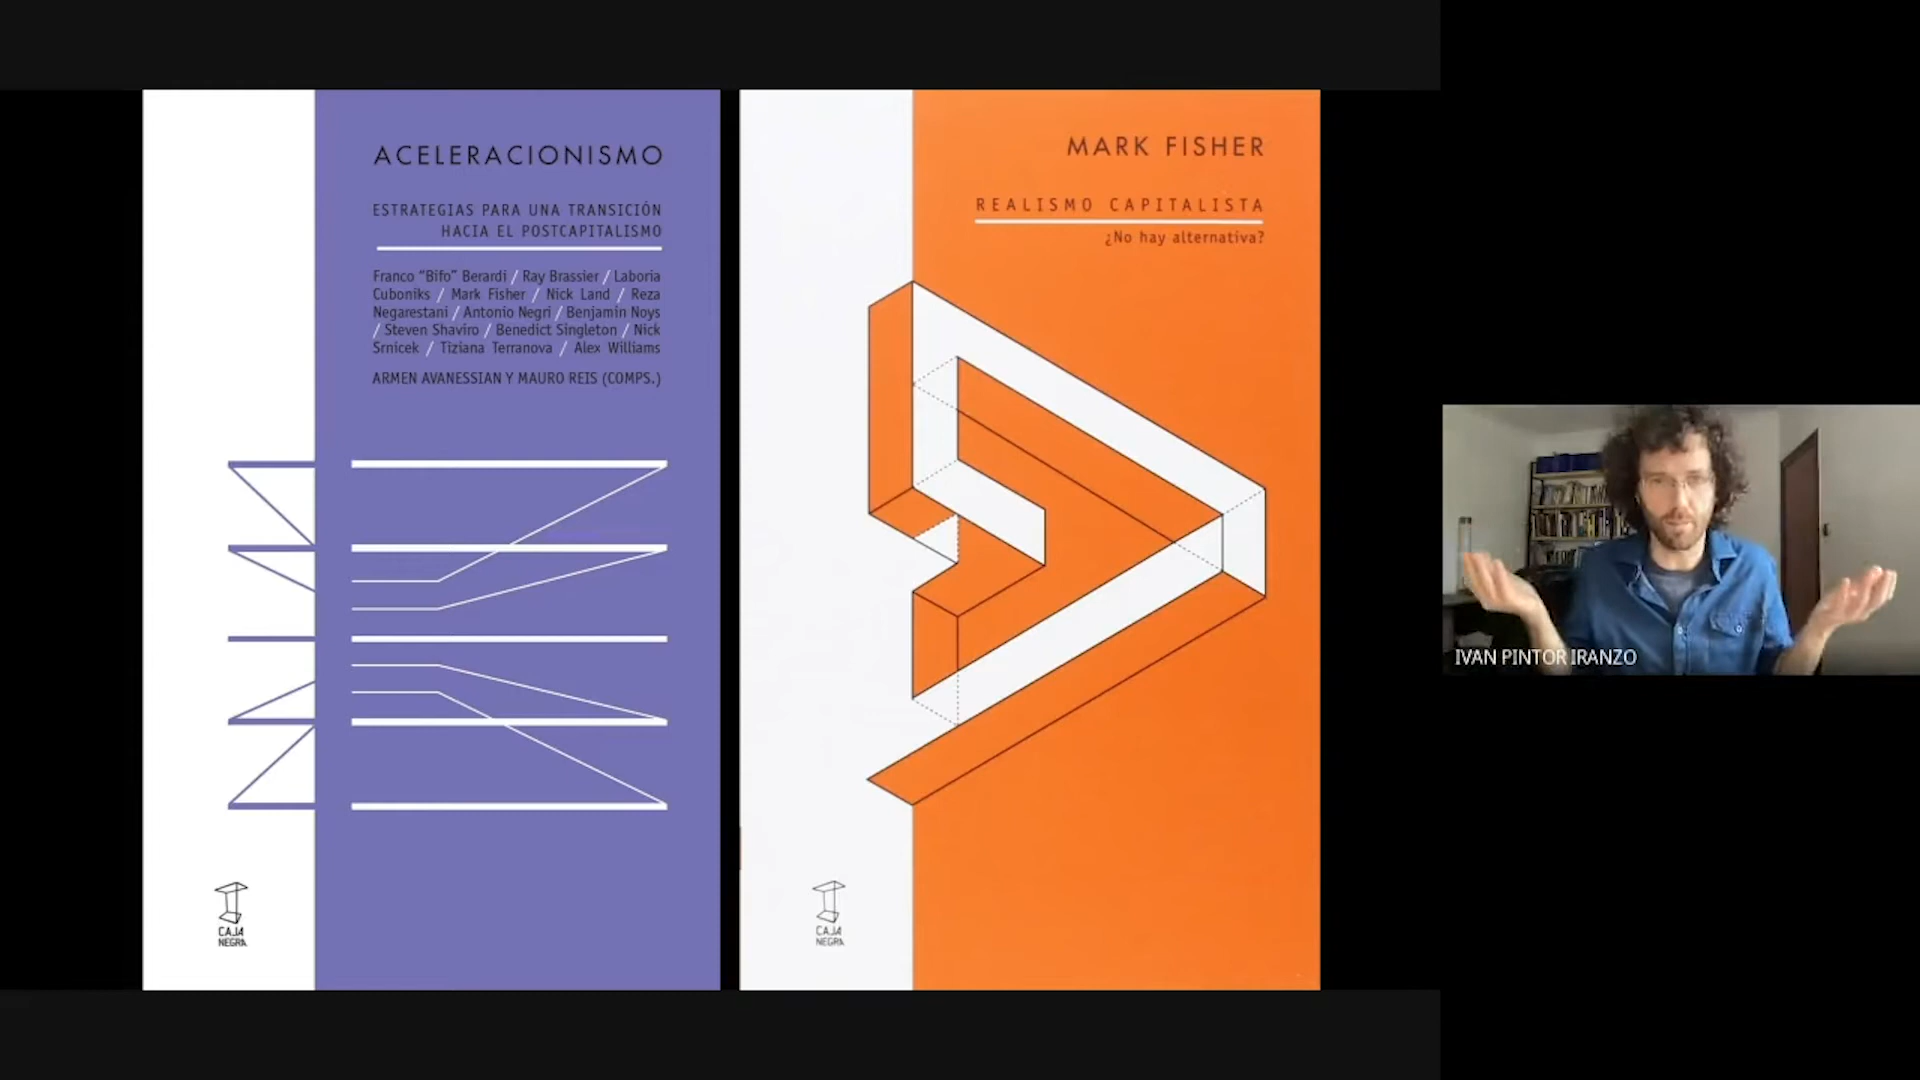 ACELERACIONISMO
ESTRATEGIAS PARA UNA TRANSICIÓN
HACIA EL POSTCAPITALISMO
Franco "Bifo" Berardi / Ray Brassier / Laboria
Cuboniks / Mark Fisher / Nick Land / Reza
Negarestani / Antonio Negri / Benjamin Noys
/ Steven Shaviro / Benedict Singleton / Nick
Srnicek / Tiziana Terranova / Alex Williams
ARMEN AVANESSIAN Y MAURO REIS (COMPS.)
CAJA
NEGRA
MARK FISHER
REALISMO CAPITALISTA
¿No hay alternativa?
CAJA
NEGRA
IVAN PINTOR IRANZO